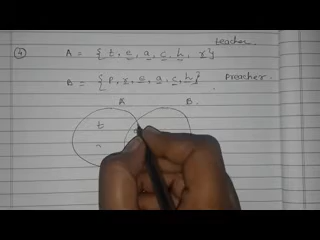 teacher.
④ A = { t, e, a, c, h, r }
B = { P, r, e, a, c, h } Preacher.
A B.
t